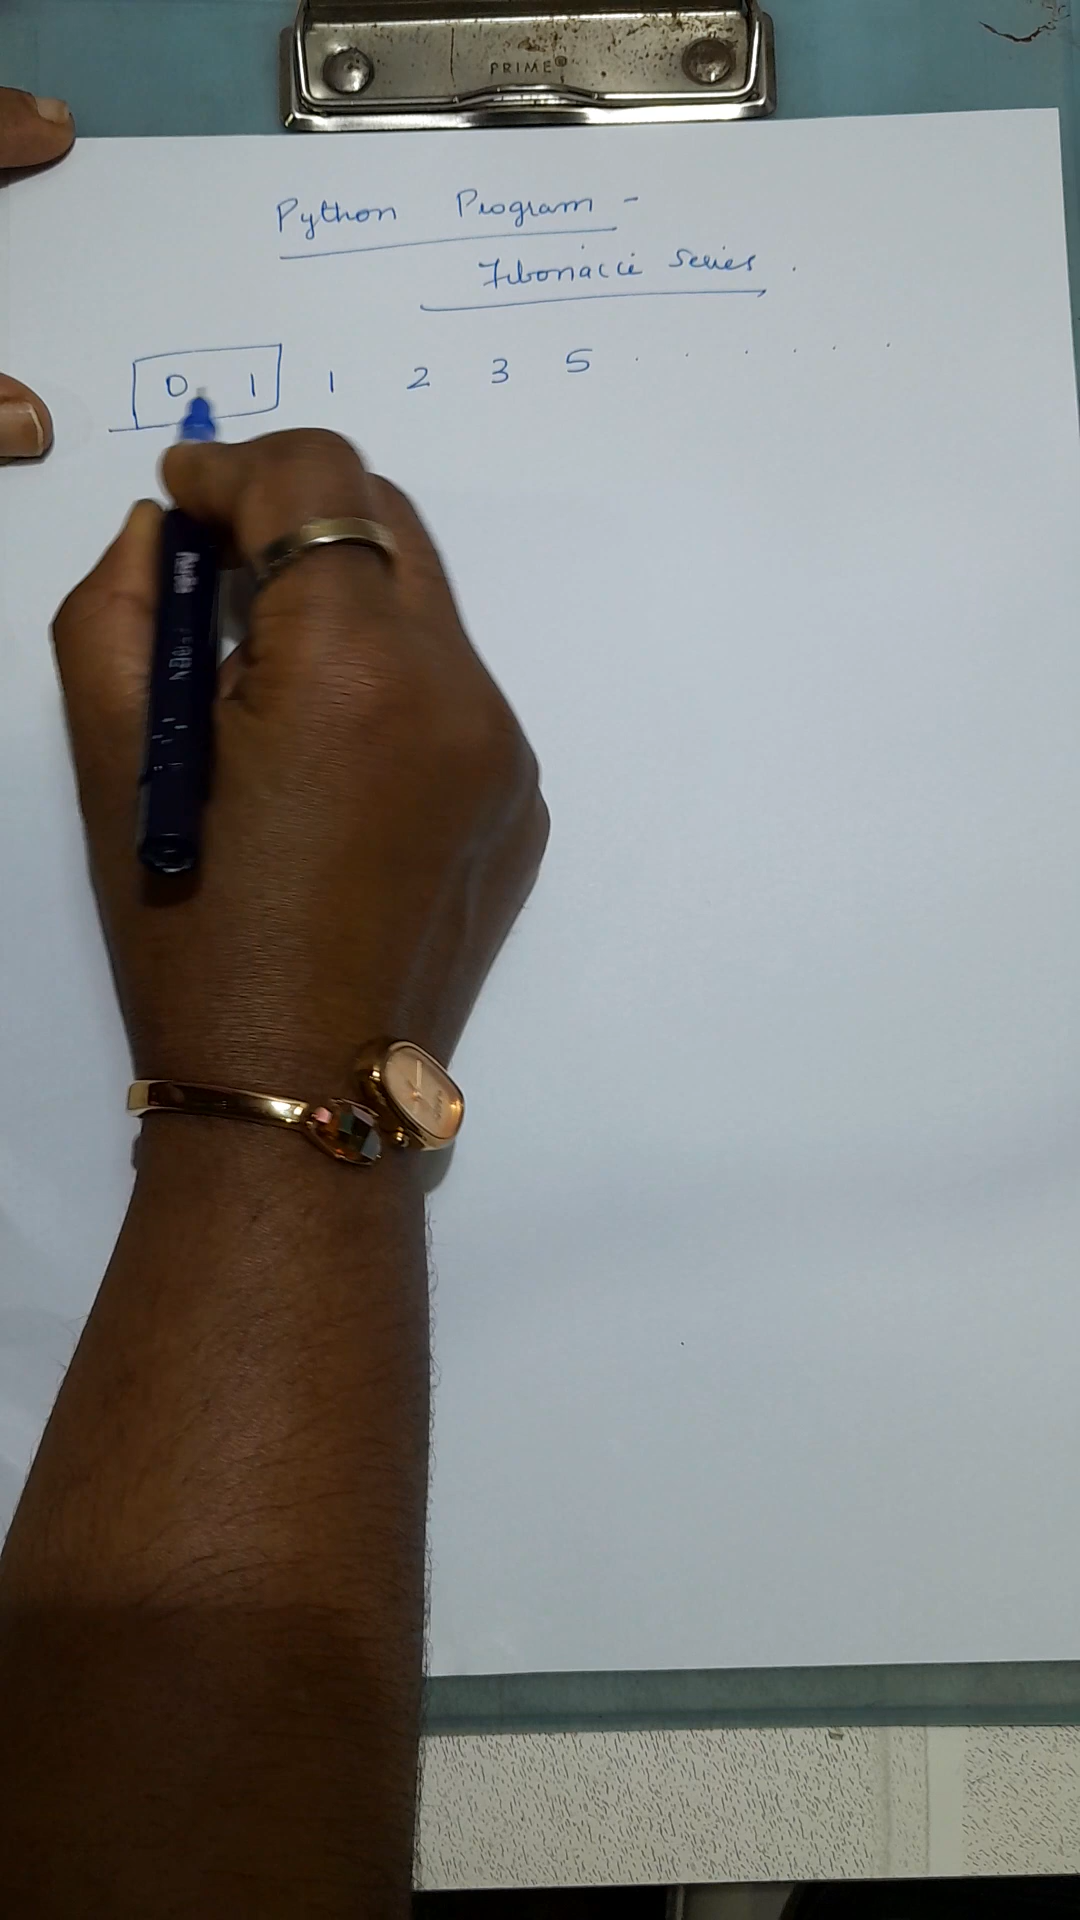 PRIME®
Python Program -
Fibonacci Series .
0 1 1 2 3 5 . . . . . .